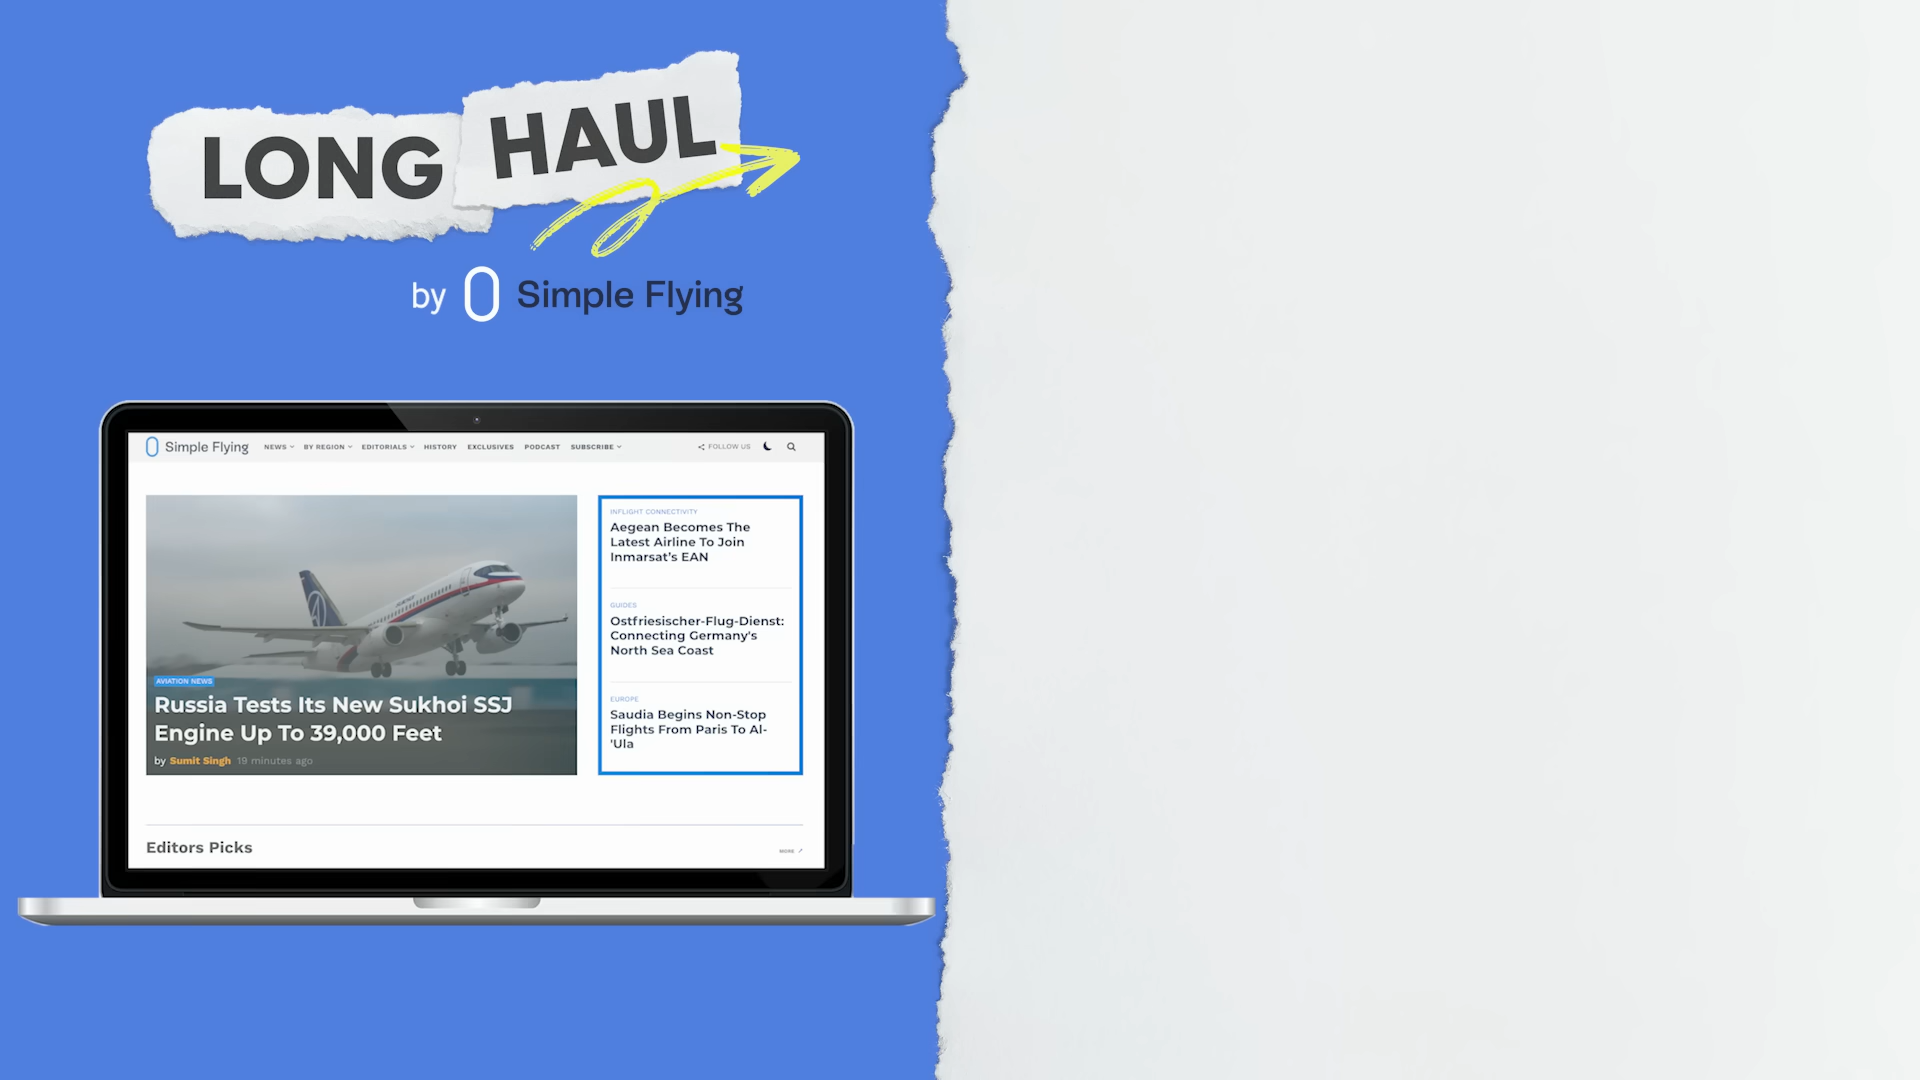 LONG HAUL
by Simple Flying
Simple Flying NEWS BY REGION EDITORIALS HISTORY EXCLUSIVES PODCAST SUBSCRIBE FOLLOW US
AVIATION NEWS
Russia Tests Its New Sukhoi SSJ
Engine Up To 39,000 Feet
by Sumit Singh 19 minutes ago
INFLIGHT CONNECTIVITY
Aegean Becomes The
Latest Airline To Join
Inmarsat's EAN
GUIDES
Ostfriesischer-Flug-Dienst:
Connecting Germany's
North Sea Coast
EUROPE
Saudia Begins Non-Stop
Flights From Paris To Al-
'Ula
Editors Picks
MORE